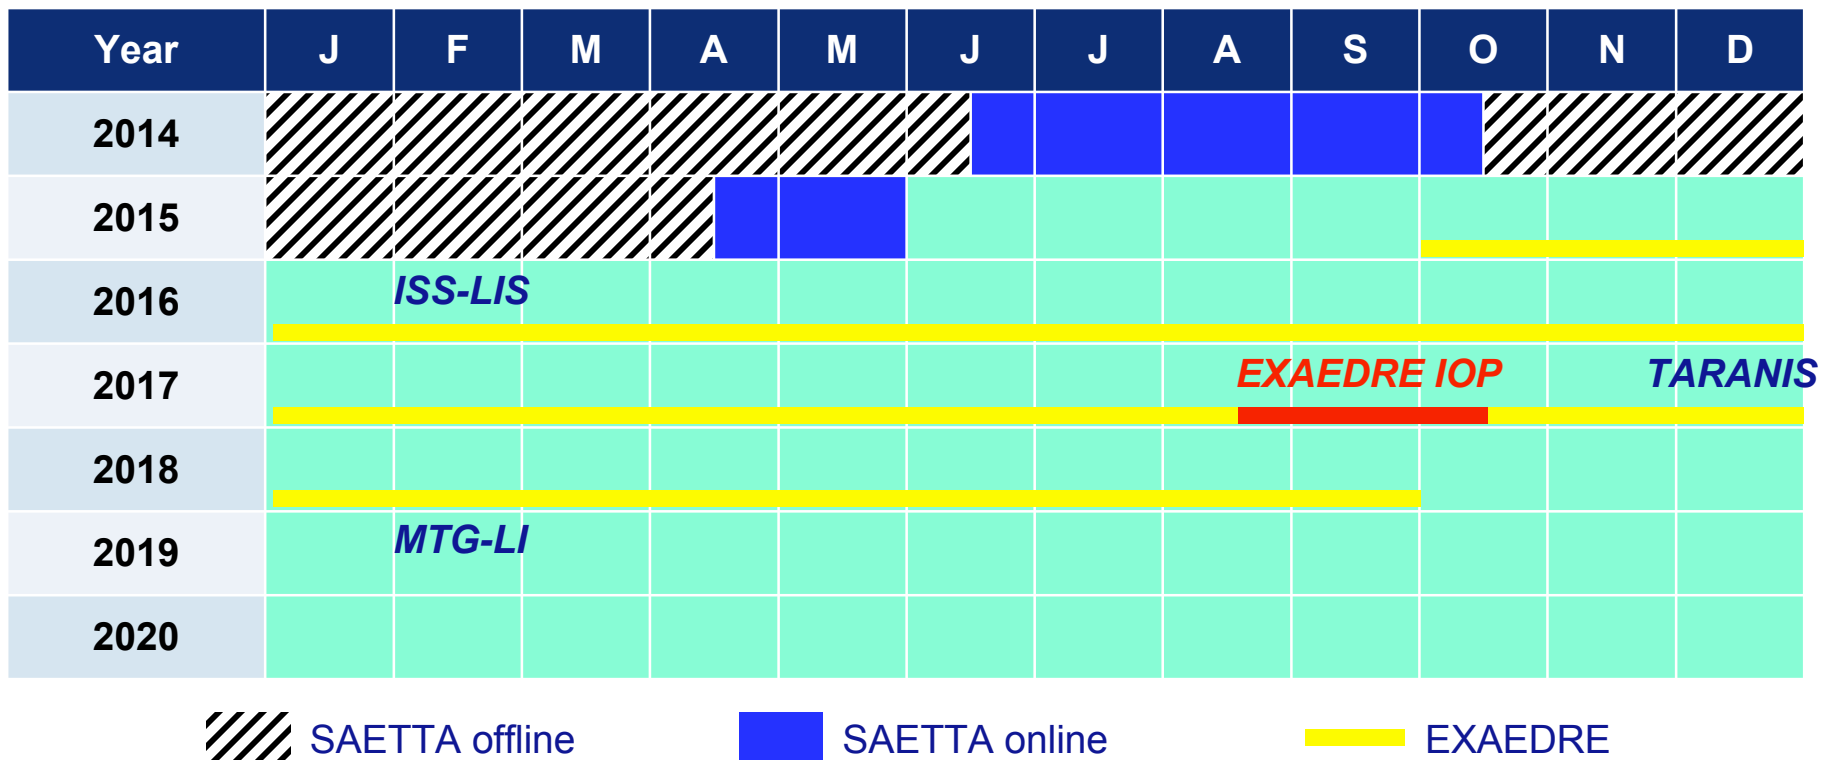 Year J F M A M J J A S O N D
2014
2015
2016 ISS-LIS
2017 EXAEDRE IOP TARANIS
2018
2019 MTG-LI
2020
SAETTA offline SAETTA online EXAEDRE